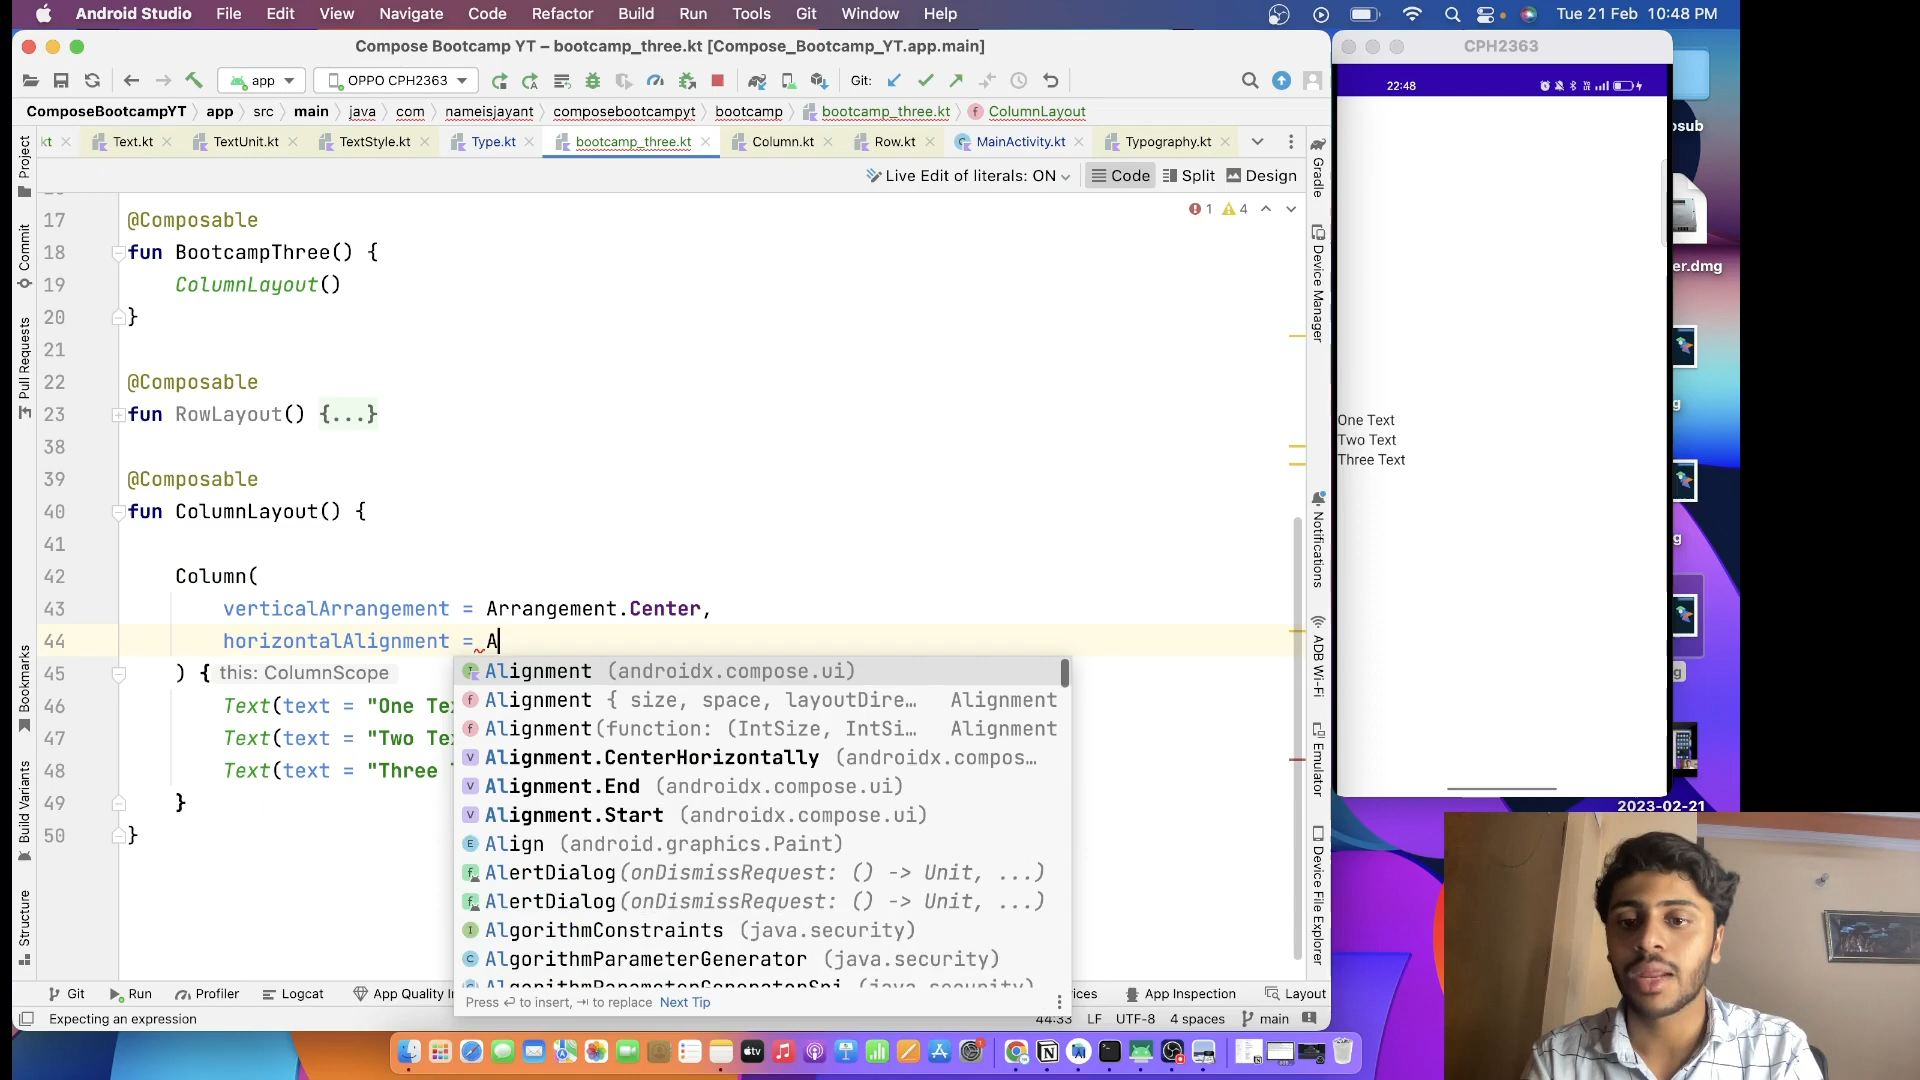 Android Studio File Edit View Navigate Code Refactor Build Run Tools Git Window Help Tue 21 Feb 10:48 PM
Compose Bootcamp YT – bootcamp_three.kt [Compose_Bootcamp_YT.app.main]
app OPPO CPH2363 Git:
ComposeBootcampYT app src main java com nameisjayant composebootcampyt bootcamp bootcamp_three.kt ColumnLayout
kt Text.kt TextUnit.kt TextStyle.kt Type.kt bootcamp_three.kt Column.kt Row.kt MainActivity.kt Typography.kt
Live Edit of literals: ON Code Split Design
1 4
17 @Composable
18 fun BootcampThree() {
19 ColumnLayout()
20 }
21
22 @Composable
23 fun RowLayout() {...}
38
39 @Composable
40 fun ColumnLayout() {
41
42 Column(
43 verticalArrangement = Arrangement.Center,
44 horizontalAlignment = A
45 ) { this: ColumnScope
46 Text(text = "One Te
47 Text(text = "Two Te
48 Text(text = "Three
49 }
50 }
Alignment (androidx.compose.ui)
Alignment { size, space, layoutDire... Alignment
Alignment(function: (IntSize, IntSi... Alignment
Alignment.CenterHorizontally (androidx.compos...
Alignment.End (androidx.compose.ui)
Alignment.Start (androidx.compose.ui)
Align (android.graphics.Paint)
AlertDialog(onDismissRequest: () -> Unit, ...)
AlertDialog(onDismissRequest: () -> Unit, ...)
AlgorithmConstraints (java.security)
AlgorithmParameterGenerator (java.security)
AlgorithmParameterGeneratorSpi (java.security)
Press ⏎ to insert, ⇥ to replace Next Tip
Project
Commit
Pull Requests
Bookmarks
Build Variants
Structure
Gradle
Device Manager
Notifications
ADB Wi-Fi
Emulator
Device File Explorer
Git Run Profiler Logcat App Quality In vices App Inspection Layout
Expecting an expression 44:33 LF UTF-8 4 spaces main
CPH2363
22:48
One Text
Two Text
Three Text
osub
er.dmg
g
g
g
2023-02-21